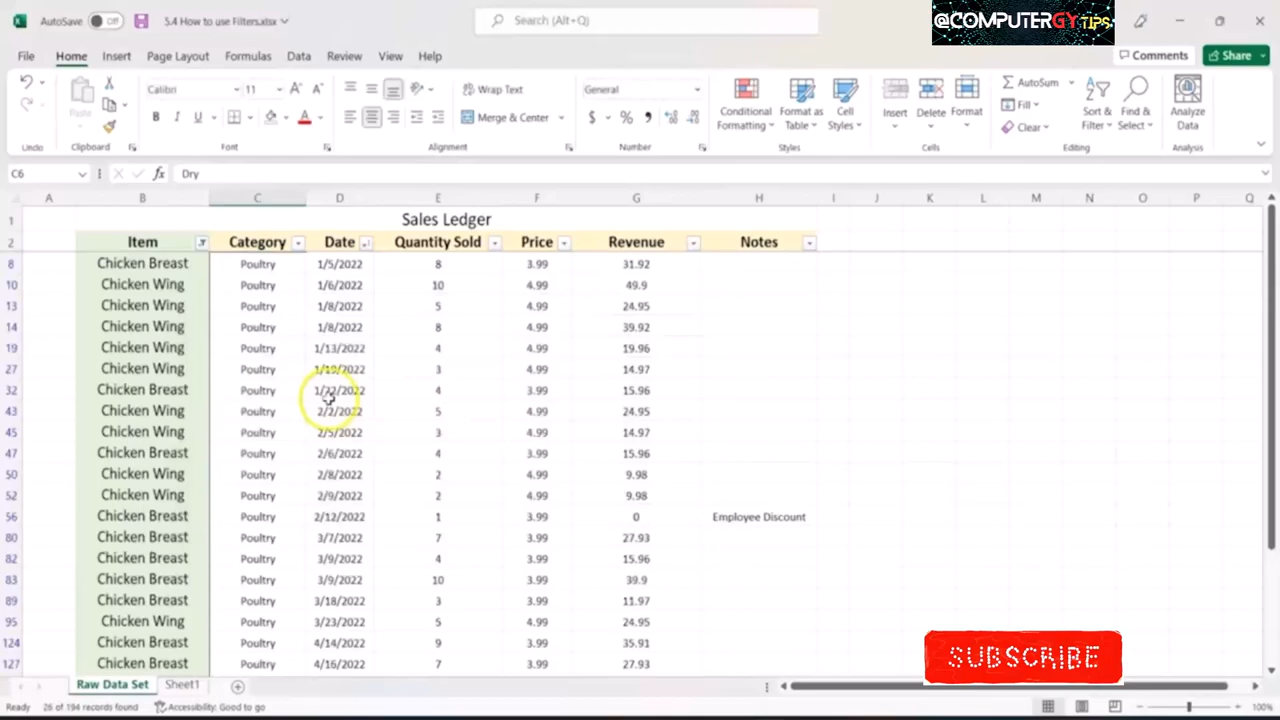 AutoSave Off 5.4 How to use Filters.xlsx Search (Alt+Q) @COMPUTERGY TIPS
File Home Insert Page Layout Formulas Data Review View Help Comments Share
Paste Calibri 11 Wrap Text General AutoSum
B I U Merge & Center $ % Conditional Formatting Format as Table Cell Styles Insert Delete Format Fill Clear Sort & Filter Find & Select Analyze Data
Undo Clipboard Font Alignment Number Styles Cells Editing Analysis
C6 fx Dry
A B C D E F G H I J K L M N O P Q
1 Sales Ledger
2 Item Category Date Quantity Sold Price Revenue Notes
8 Chicken Breast Poultry 1/5/2022 8 3.99 31.92
10 Chicken Wing Poultry 1/6/2022 10 4.99 49.9
13 Chicken Wing Poultry 1/8/2022 5 4.99 24.95
14 Chicken Wing Poultry 1/8/2022 8 4.99 39.92
19 Chicken Wing Poultry 1/13/2022 4 4.99 19.96
27 Chicken Wing Poultry 1/19/2022 3 4.99 14.97
32 Chicken Breast Poultry 1/22/2022 4 3.99 15.96
43 Chicken Wing Poultry 2/2/2022 5 4.99 24.95
45 Chicken Wing Poultry 2/5/2022 3 4.99 14.97
47 Chicken Breast Poultry 2/6/2022 4 3.99 15.96
50 Chicken Wing Poultry 2/8/2022 2 4.99 9.98
52 Chicken Wing Poultry 2/9/2022 2 4.99 9.98
56 Chicken Breast Poultry 2/12/2022 1 3.99 0 Employee Discount
80 Chicken Breast Poultry 3/7/2022 7 3.99 27.93
82 Chicken Breast Poultry 3/9/2022 4 3.99 15.96
83 Chicken Breast Poultry 3/9/2022 10 3.99 39.9
89 Chicken Breast Poultry 3/18/2022 3 3.99 11.97
95 Chicken Wing Poultry 3/23/2022 5 4.99 24.95
124 Chicken Breast Poultry 4/14/2022 9 3.99 35.91
127 Chicken Breast Poultry 4/16/2022 7 3.99 27.93
SUBSCRIBE
Raw Data Set Sheet1
Ready 26 of 194 records found Accessibility: Good to go 100%